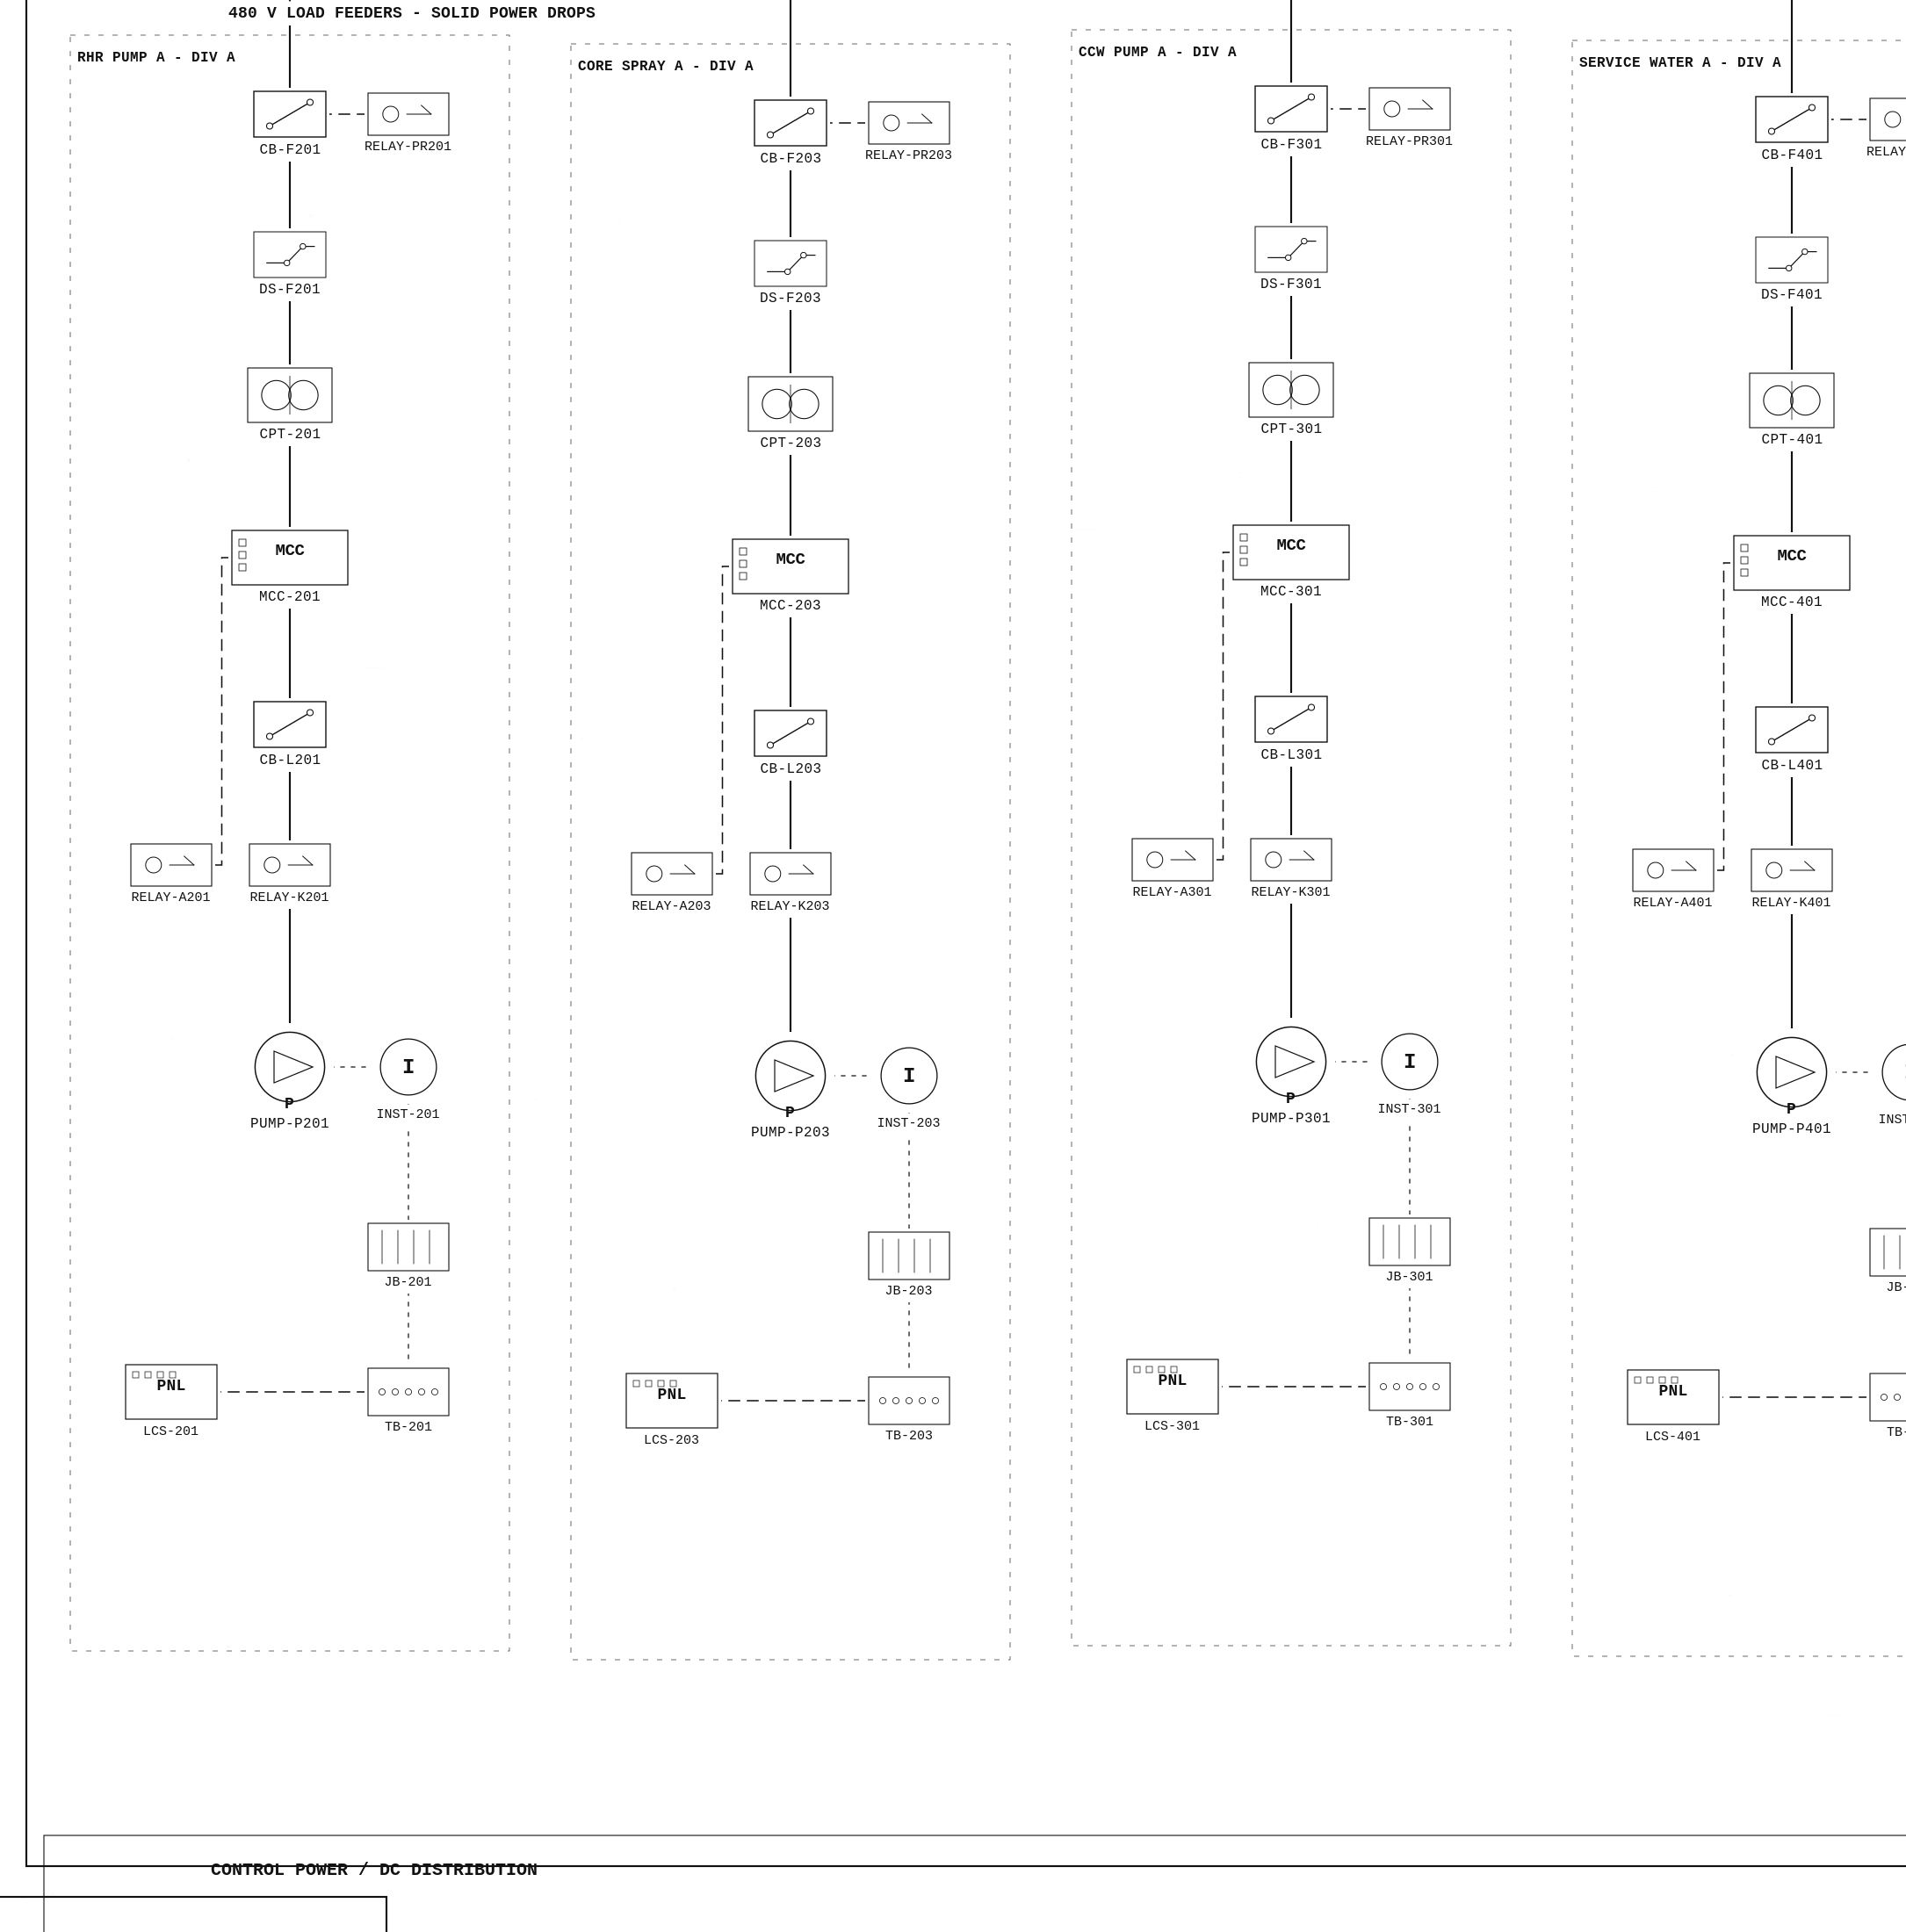 480 V LOAD FEEDERS - SOLID POWER DROPS
RHR PUMP A - DIV A
CB-F201
RELAY-PR201
DS-F201
CPT-201
MCC
MCC-201
CB-L201
RELAY-A201
RELAY-K201
P
PUMP-P201
I
INST-201
JB-201
PNL
LCS-201
TB-201
CORE SPRAY A - DIV A
CB-F203
RELAY-PR203
DS-F203
CPT-203
MCC
MCC-203
CB-L203
RELAY-A203
RELAY-K203
P
PUMP-P203
I
INST-203
JB-203
PNL
LCS-203
TB-203
CCW PUMP A - DIV A
CB-F301
RELAY-PR301
DS-F301
CPT-301
MCC
MCC-301
CB-L301
RELAY-A301
RELAY-K301
P
PUMP-P301
I
INST-301
JB-301
PNL
LCS-301
TB-301
SERVICE WATER A - DIV A
CB-F401
RELAY
DS-F401
CPT-401
MCC
MCC-401
CB-L401
RELAY-A401
RELAY-K401
P
PUMP-P401
INST
JB-
PNL
LCS-401
TB-
CONTROL POWER / DC DISTRIBUTION